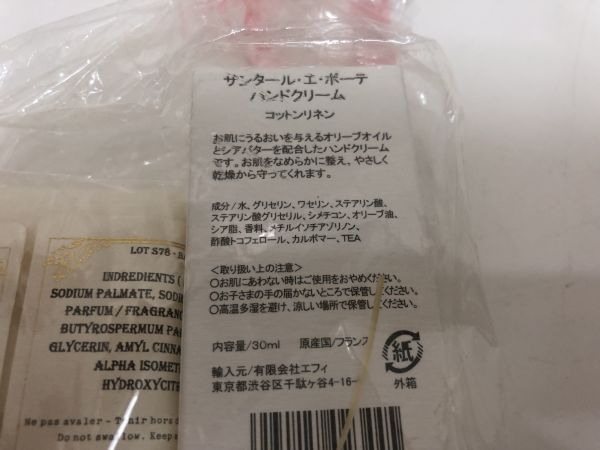 サンタール・エ・ボーテ
ハンドクリーム
コットンリネン
お肌にうるおいを与えるオリーブオイル
とシアバターを配合したハンドクリーム
です。お肌をなめらかに整え、やさしく
乾燥から守ってくれます。
成分/水、グリセリン、ワセリン、ステアリン酸、
ステアリン酸グリセリル、シメチコン、オリーブ油、
シア脂、香料、メチルイソチアゾリノン、
酢酸トコフェロール、カルボマー、TEA
<取り扱い上の注意>
○お肌にあわない時はご使用をおやめください。
○お子さまの手の届かないところで保管してください。
○高温多湿を避け、涼しい場所で保管してください。
内容量/30ml 原産国/フランス
輸入元/有限会社エフィ
東京都渋谷区千駄ヶ谷4-16-
紙
外箱
LOT S78 - BA
INDREDIENTS (
SODIUM PALMATE, SOD
PARFUM / FRAGRANC
BUTYROSPERMUM PA
GLYCERIN, AMYL CINNA
ALPHA ISOMET
HYDROXYCIT
Ne pas avaler - Tenir hors d
Do not swallow. Keep